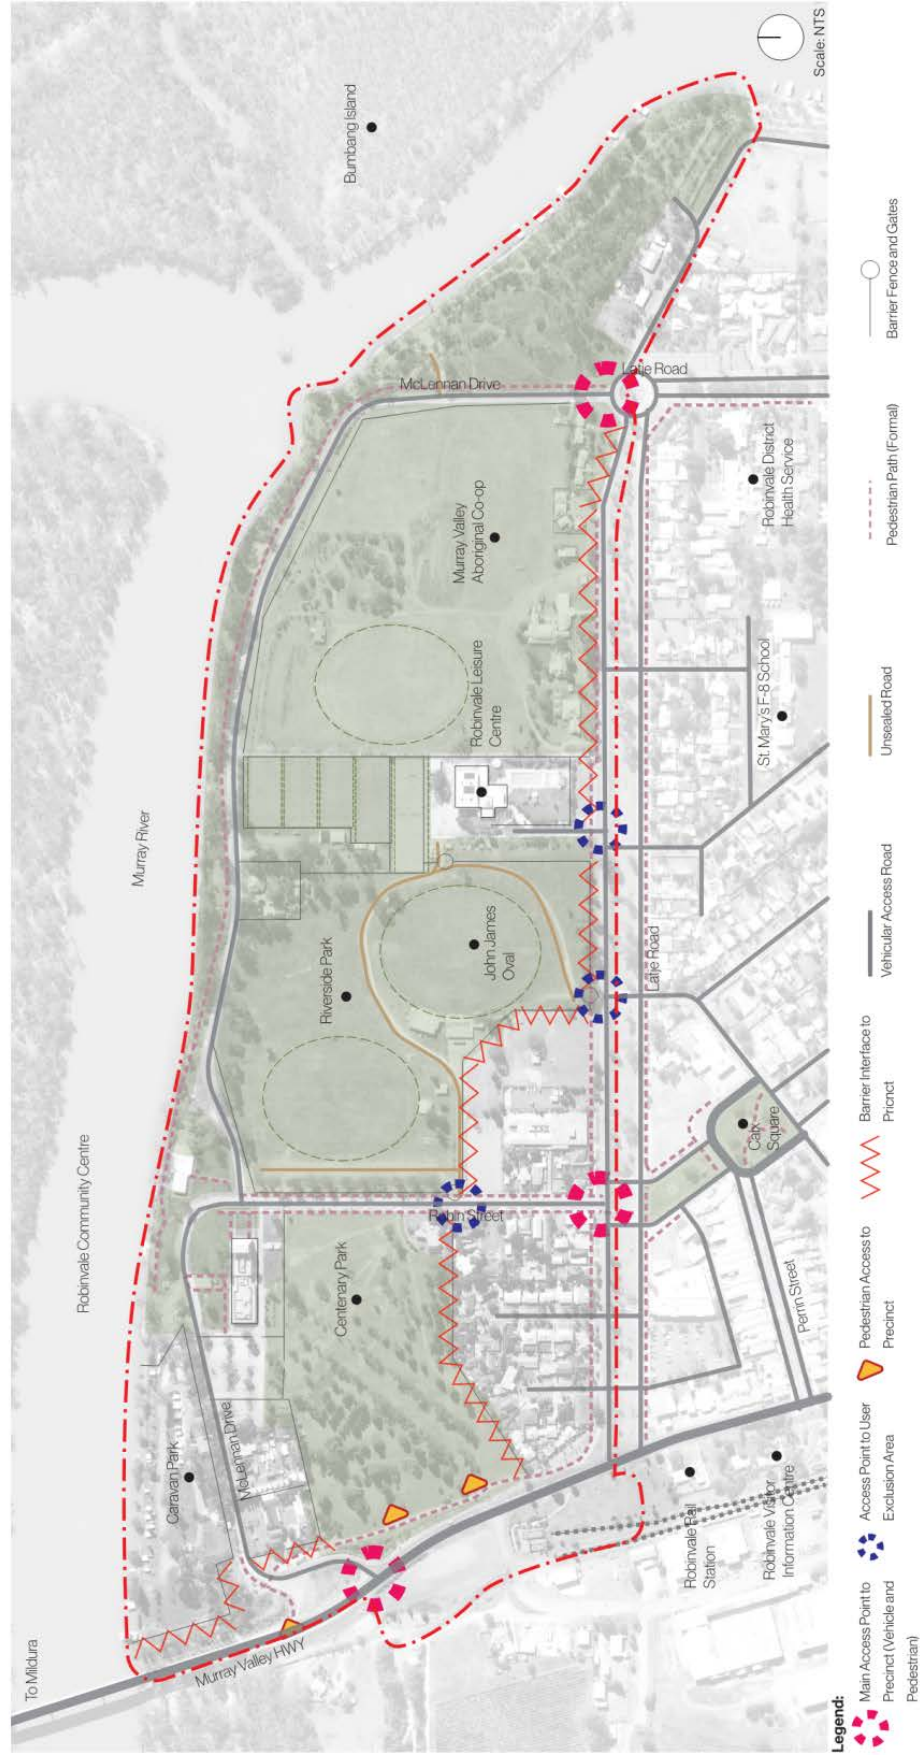 To Mildura
Robinvale Community Centre
Murray River
Bumbang Island
Scale: NTS
Caravan Park
McLennan Drive
Centenary Park
Riverside Park
McLennan Drive
Murray Valley HWY
Robin Street
John James
Oval
Robinvale Leisure
Centre
Murray Valley
Aboriginal Co-op
Latje Road
Latje Road
Robinvale Rail
Station
Robinvale Visitor
Information Centre
Perrin Street
Caix
Square
St. Mary's F-8 School
Robinvale District
Health Service
Legend:
Main Access Point to
Precinct (Vehicle and
Pedestrian)
Access Point to User
Exclusion Area
Pedestrian Access to
Precinct
Barrier Interface to
Pricnct
Vehicular Access Road
Unsealed Road
Pedestrian Path (Formal)
Barrier Fence and Gates